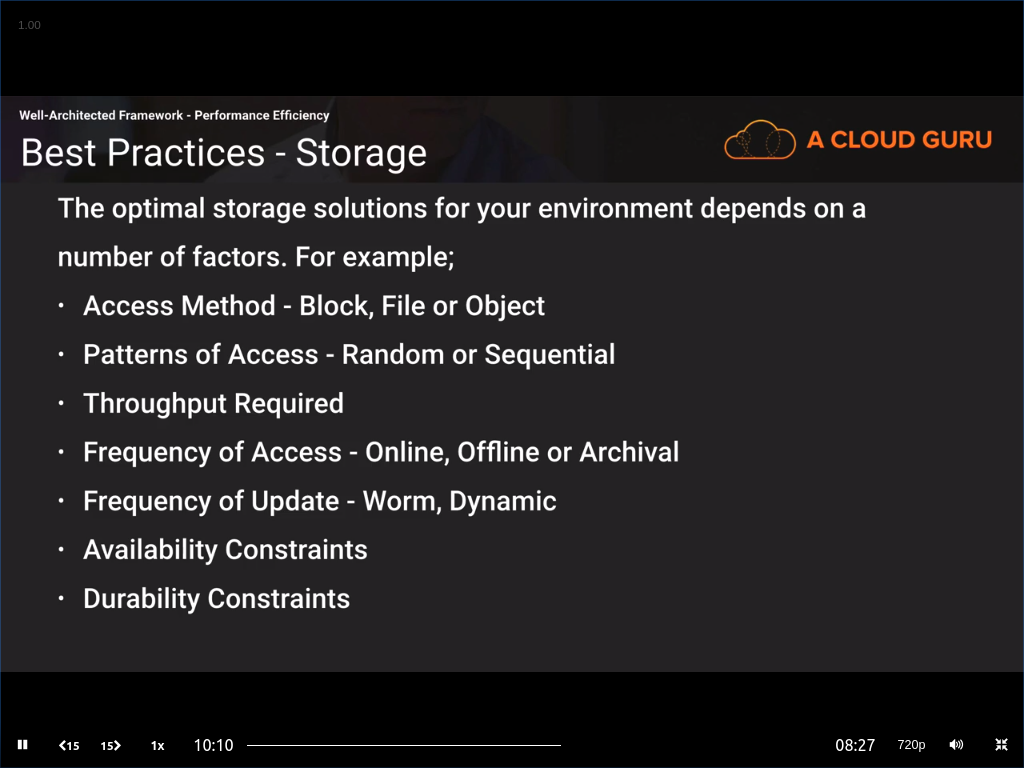 1.00
Well-Architected Framework - Performance Efficiency
Best Practices - Storage
A CLOUD GURU
The optimal storage solutions for your environment depends on a
number of factors. For example;
· Access Method - Block, File or Object
· Patterns of Access - Random or Sequential
· Throughput Required
· Frequency of Access - Online, Offline or Archival
· Frequency of Update - Worm, Dynamic
· Availability Constraints
· Durability Constraints
15 15 1x 10:10 08:27 720p